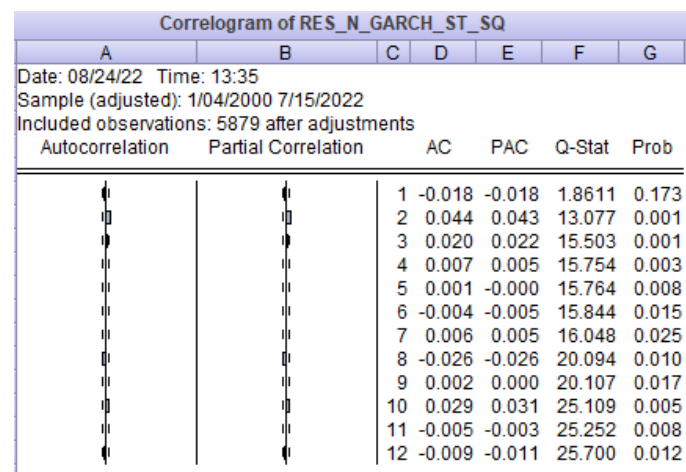 Correlogram of RES_N_GARCH_ST_SQ
A B C D E F G
Date: 08/24/22 Time: 13:35
Sample (adjusted): 1/04/2000 7/15/2022
Included observations: 5879 after adjustments
Autocorrelation Partial Correlation AC PAC Q-Stat Prob
1 -0.018 -0.018 1.8611 0.173
2 0.044 0.043 13.077 0.001
3 0.020 0.022 15.503 0.001
4 0.007 0.005 15.754 0.003
5 0.001 -0.000 15.764 0.008
6 -0.004 -0.005 15.844 0.015
7 0.006 0.005 16.048 0.025
8 -0.026 -0.026 20.094 0.010
9 0.002 0.000 20.107 0.017
10 0.029 0.031 25.109 0.005
11 -0.005 -0.003 25.252 0.008
12 -0.009 -0.011 25.700 0.012